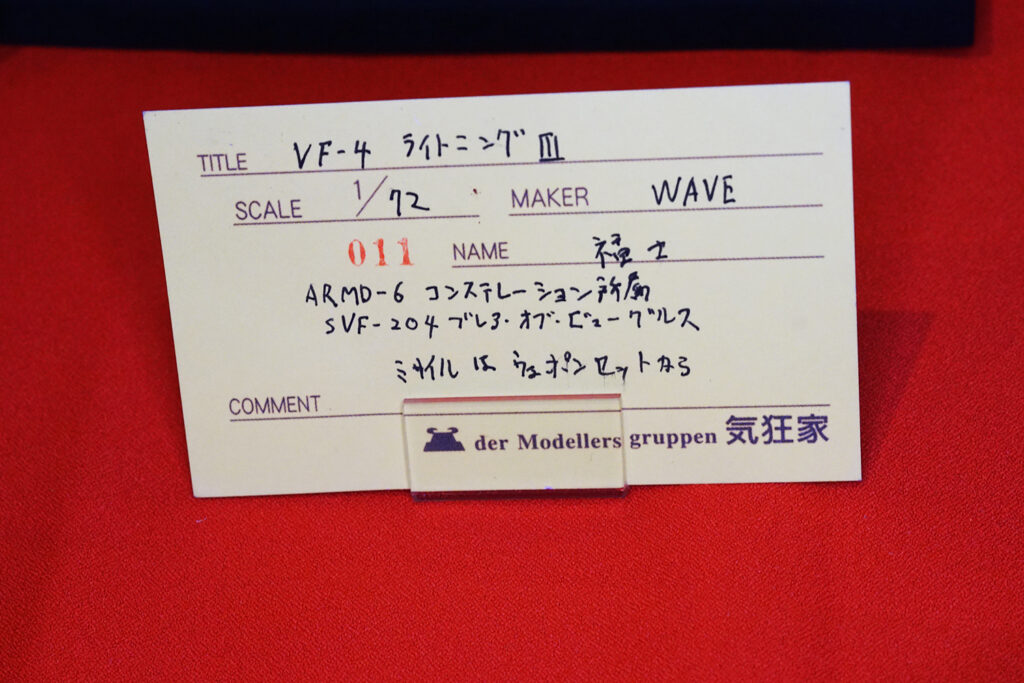 TITLE VF-4 ライトニングIII
SCALE 1/72 MAKER WAVE
011 NAME 士
ARMD-6 コンステレーション所属
SVF-204 ブレヨ・オブ・ビューグルス
ミサイルは ウェポンセットから
COMMENT
der Modellers gruppen 気狂家